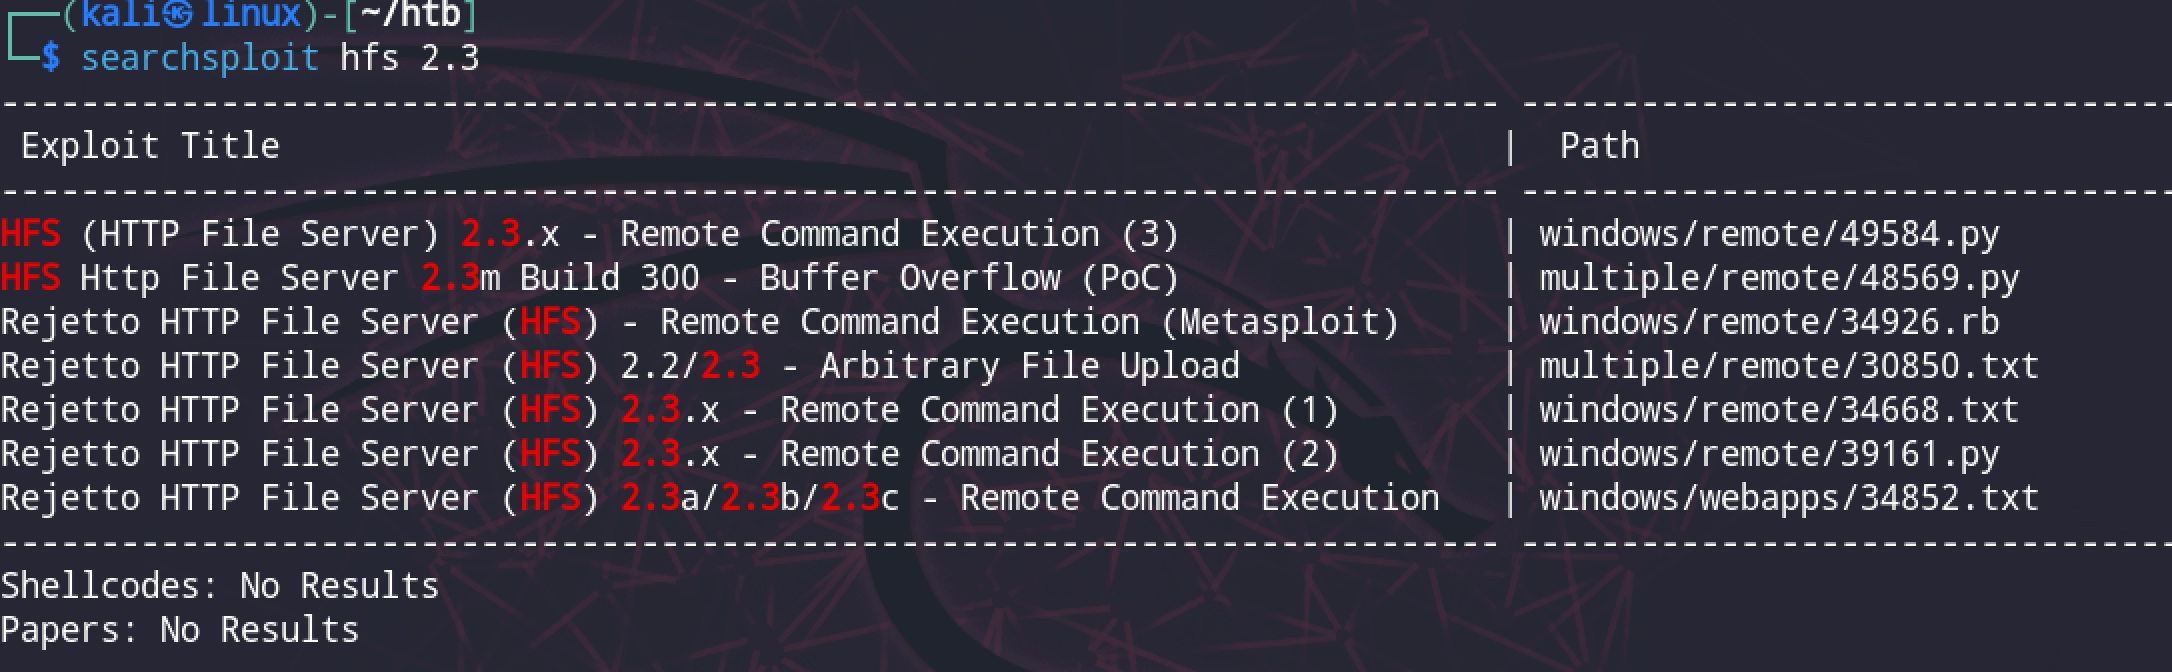 ┌──(kali㉿linux)-[~/htb]
└─$ searchsploit hfs 2.3
--------------------------------------------------------------------------- ---------------------------------
 Exploit Title                                                             |  Path
--------------------------------------------------------------------------- ---------------------------------
HFS (HTTP File Server) 2.3.x - Remote Command Execution (3)                | windows/remote/49584.py
HFS Http File Server 2.3m Build 300 - Buffer Overflow (PoC)                | multiple/remote/48569.py
Rejetto HTTP File Server (HFS) - Remote Command Execution (Metasploit)     | windows/remote/34926.rb
Rejetto HTTP File Server (HFS) 2.2/2.3 - Arbitrary File Upload             | multiple/remote/30850.txt
Rejetto HTTP File Server (HFS) 2.3.x - Remote Command Execution (1)        | windows/remote/34668.txt
Rejetto HTTP File Server (HFS) 2.3.x - Remote Command Execution (2)        | windows/remote/39161.py
Rejetto HTTP File Server (HFS) 2.3a/2.3b/2.3c - Remote Command Execution   | windows/webapps/34852.txt
--------------------------------------------------------------------------- ---------------------------------
Shellcodes: No Results
Papers: No Results